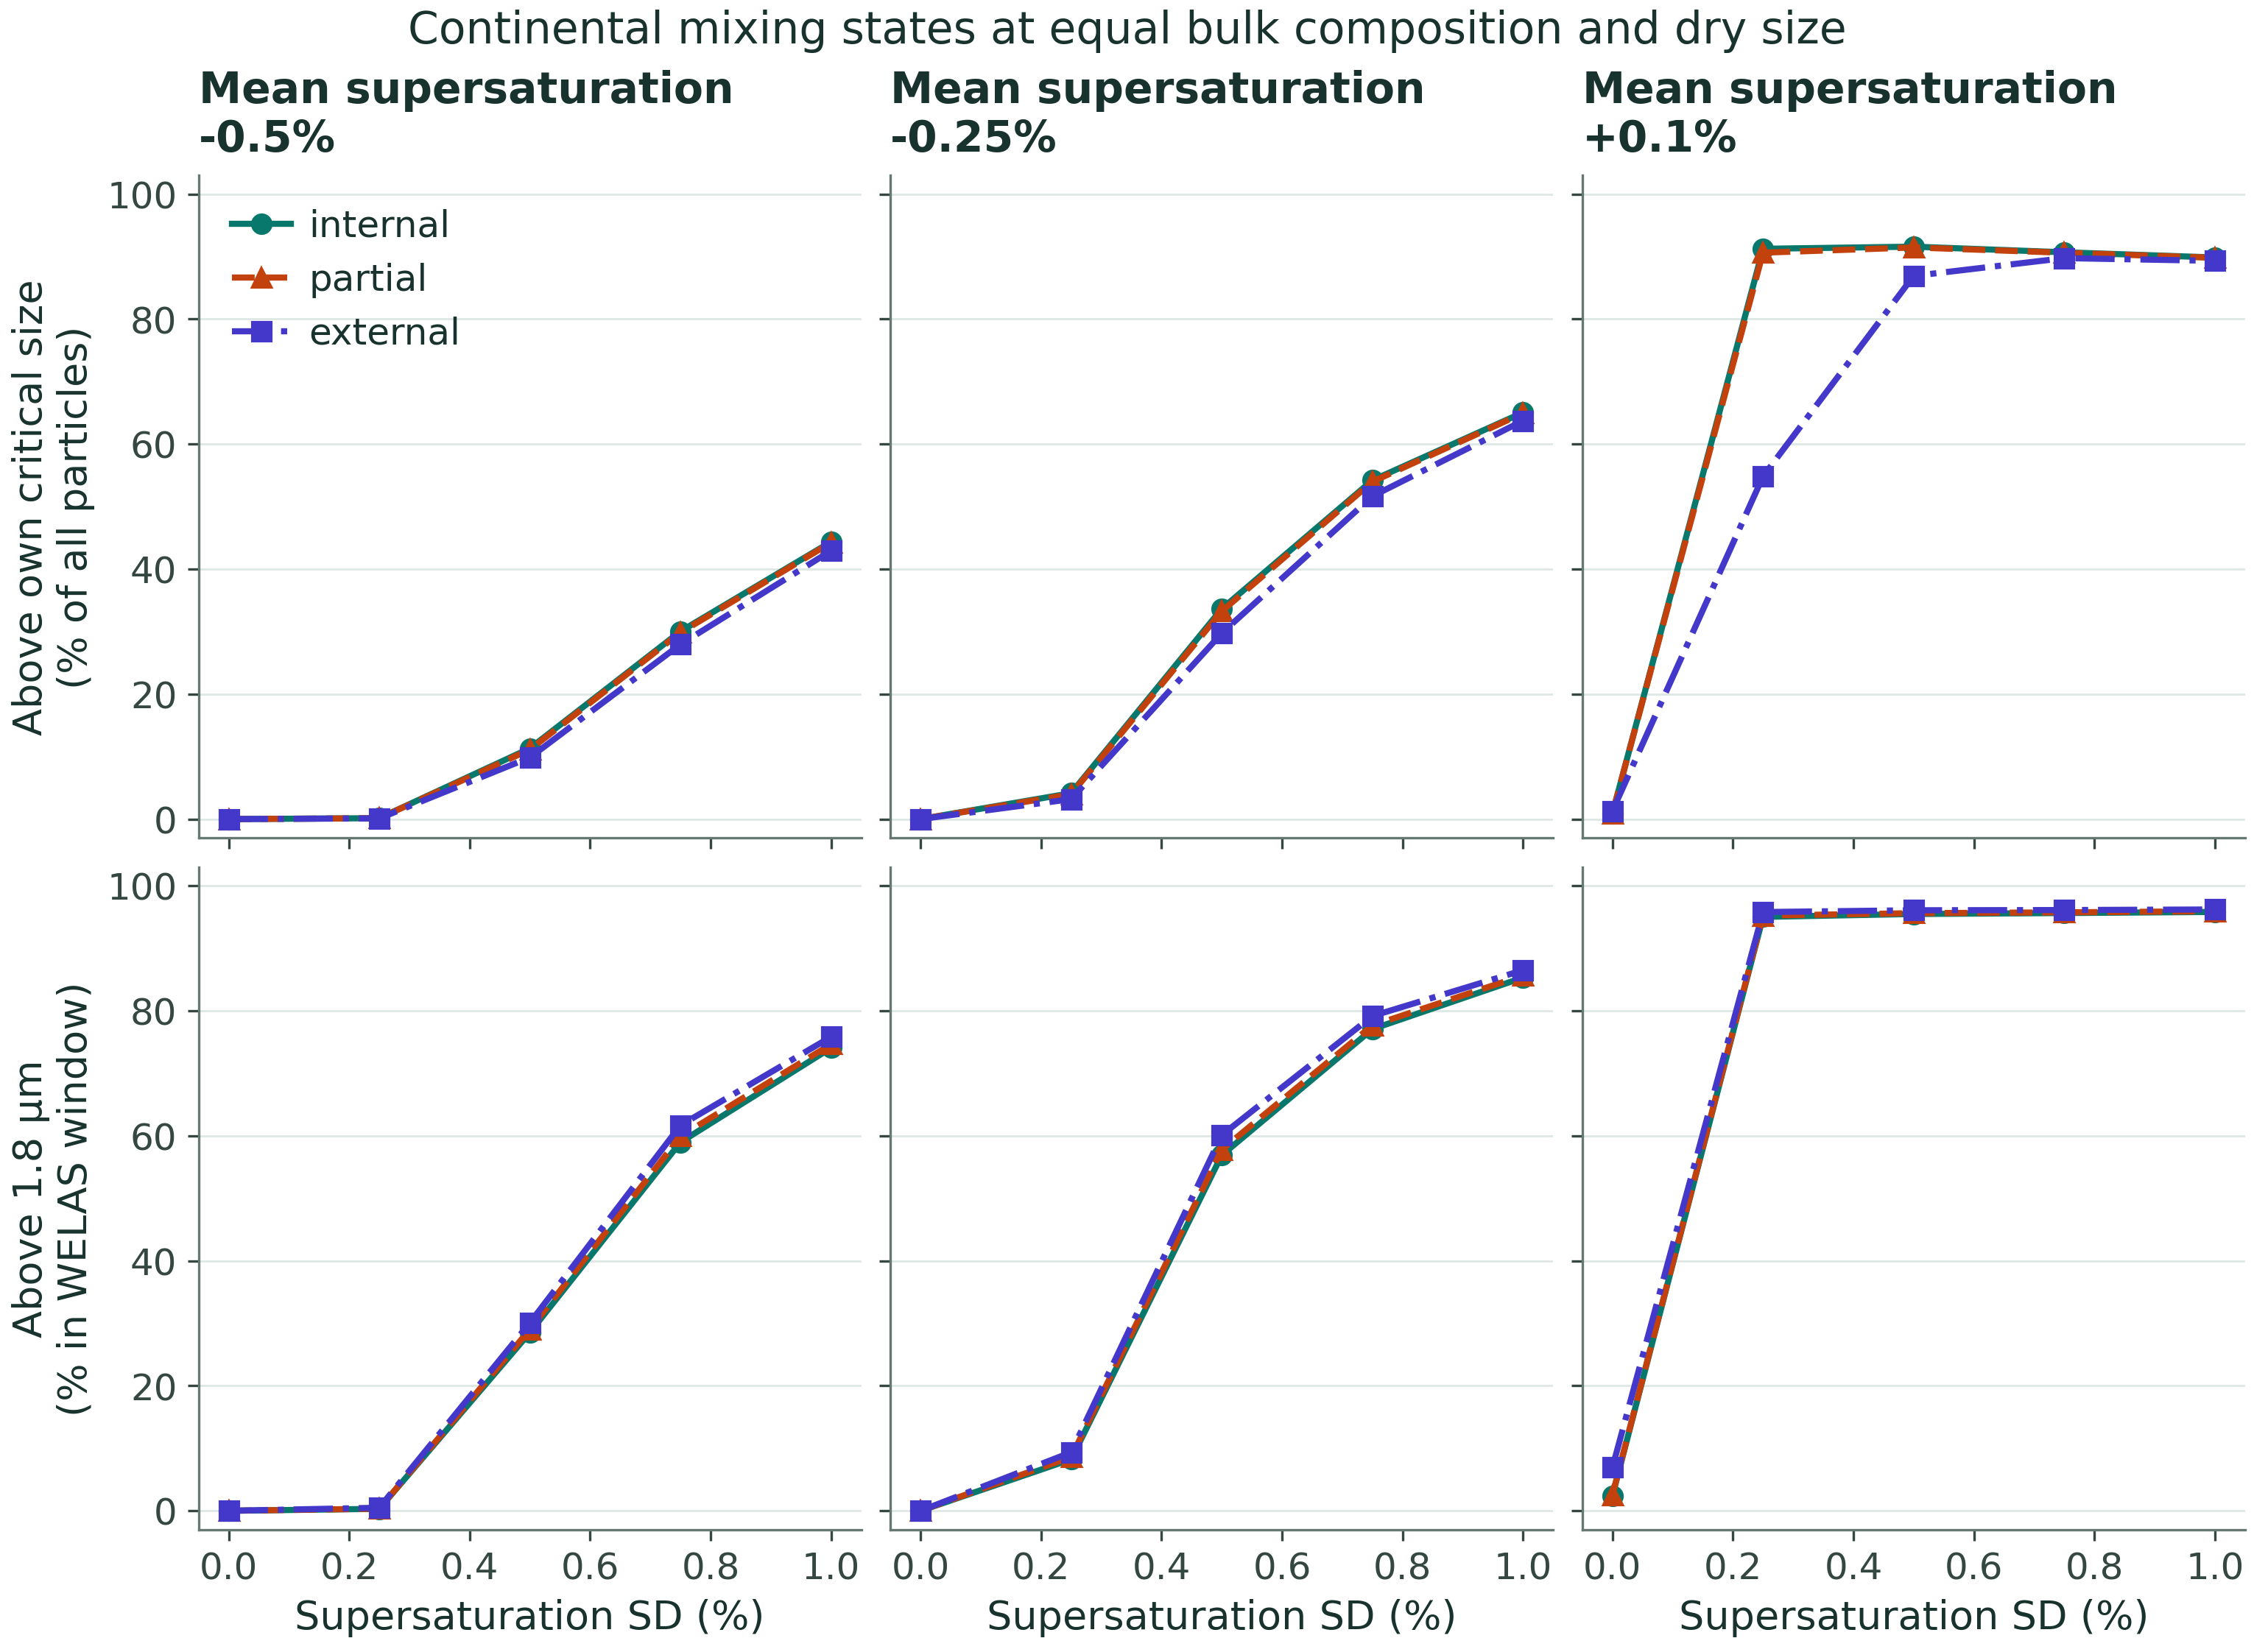 Continental mixing states at equal bulk composition and dry size
Mean supersaturation
-0.5%
Mean supersaturation
-0.25%
Mean supersaturation
+0.1%
Above own critical size
(% of all particles)
100
80
60
40
20
0
internal
partial
external
Above 1.8 µm
(% in WELAS window)
100
80
60
40
20
0
0.0 0.2 0.4 0.6 0.8 1.0
0.0 0.2 0.4 0.6 0.8 1.0
0.0 0.2 0.4 0.6 0.8 1.0
Supersaturation SD (%)
Supersaturation SD (%)
Supersaturation SD (%)